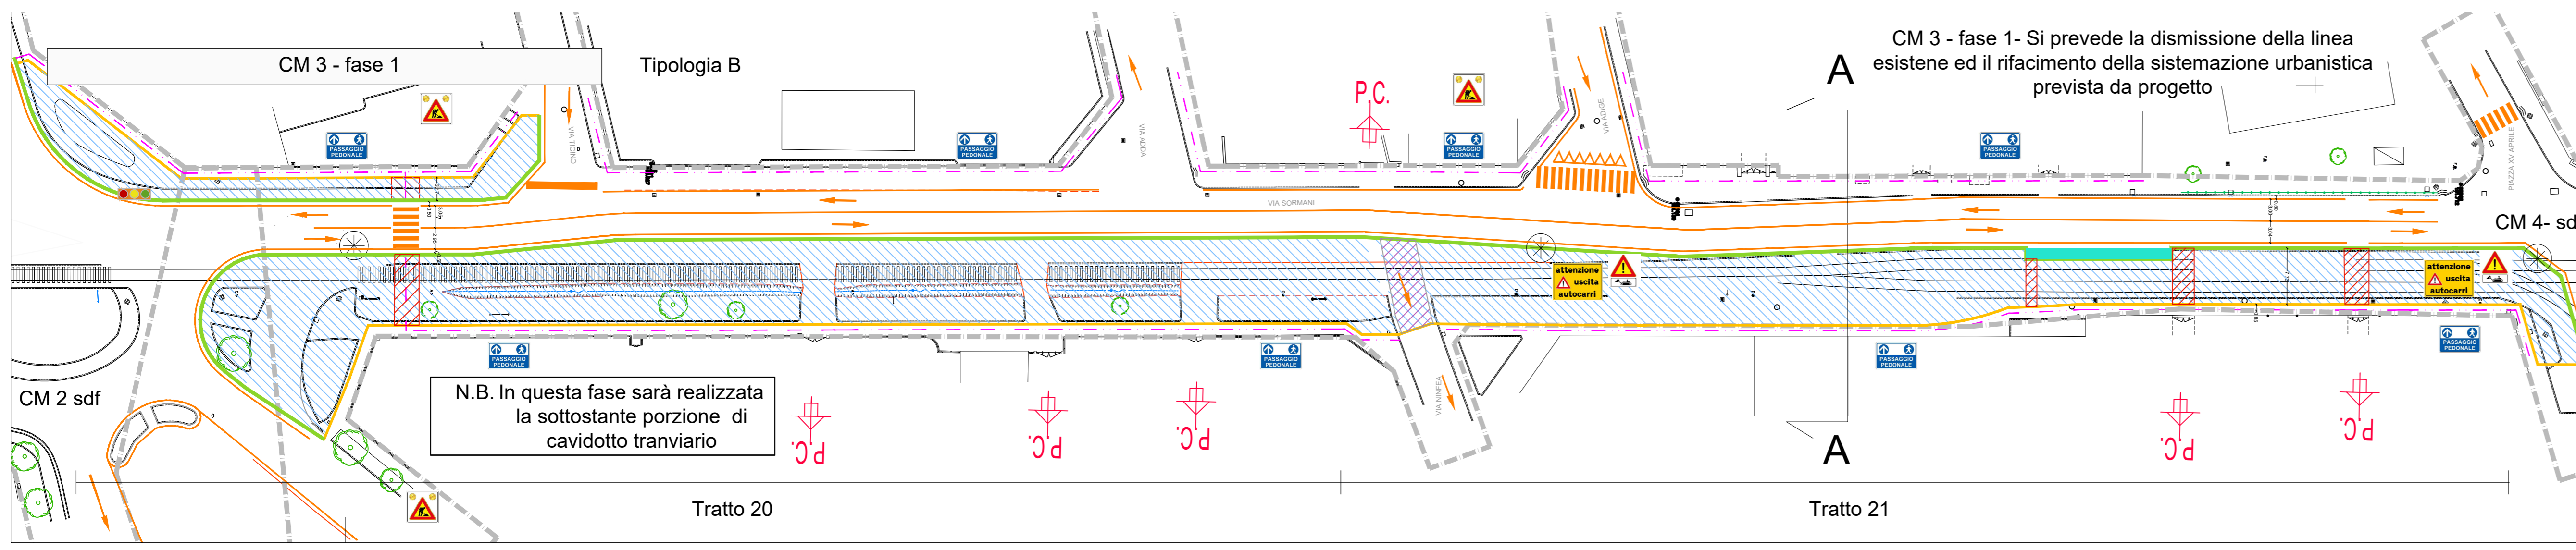 CM 3 - fase 1
Tipologia B
CM 3 - fase 1- Si prevede la dismissione della linea
esistene ed il rifacimento della sistemazione urbanistica
prevista da progetto
A
P.C.
PASSAGGIO
PEDONALE
PASSAGGIO
PEDONALE
PASSAGGIO
PEDONALE
PASSAGGIO
PEDONALE
VIA TICINO
VIA ADDA
VIA ADIGE
PIAZZA XV APRILE
VIA SORMANI
CM 4- sd
attenzione
uscita
autocarri
attenzione
uscita
autocarri
PASSAGGIO
PEDONALE
PASSAGGIO
PEDONALE
PASSAGGIO
PEDONALE
PASSAGGIO
PEDONALE
CM 2 sdf
N.B. In questa fase sarà realizzata
la sottostante porzione di
cavidotto tranviario
VIA NINFEA
P.C.
P.C.
P.C.
P.C.
P.C.
A
Tratto 20
Tratto 21